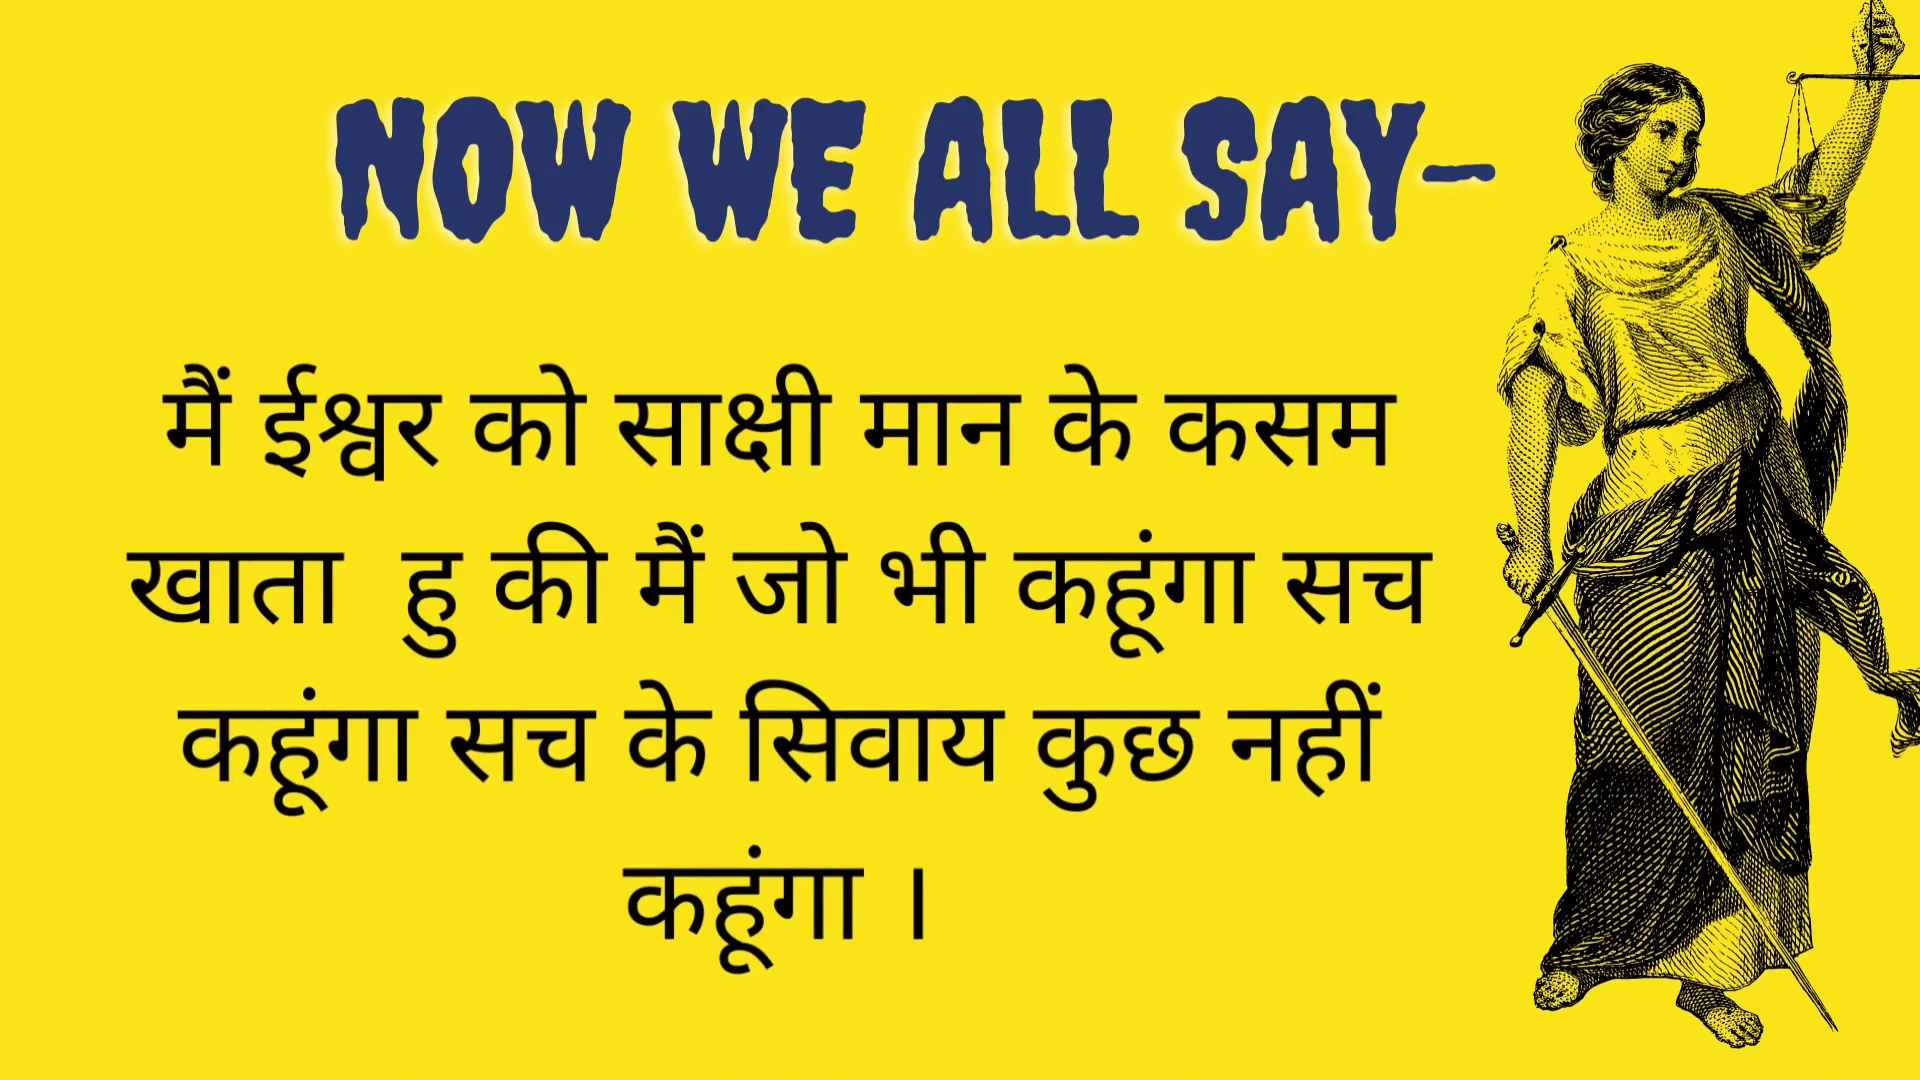 NOW WE ALL SAY-
मैं ईश्वर को साक्षी मान के कसम
खाता हु की मैं जो भी कहूंगा सच
कहूंगा सच के सिवाय कुछ नहीं
कहूंगा ।